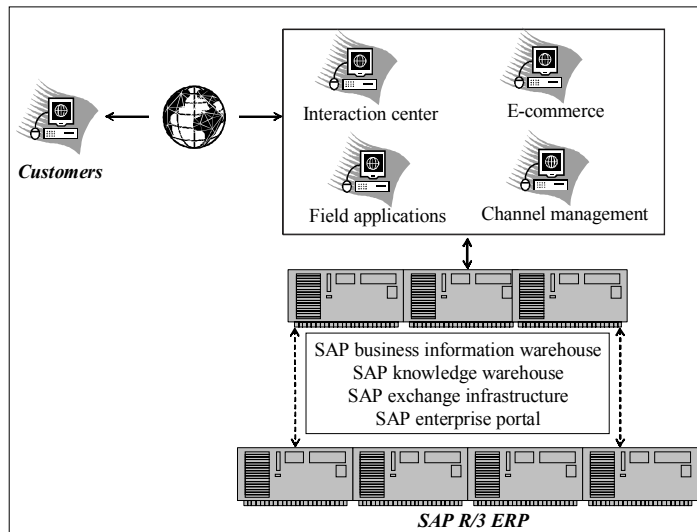 Interaction center
E-commerce
Customers
Field applications
Channel management
SAP business information warehouse
SAP knowledge warehouse
SAP exchange infrastructure
SAP enterprise portal
SAP R/3 ERP